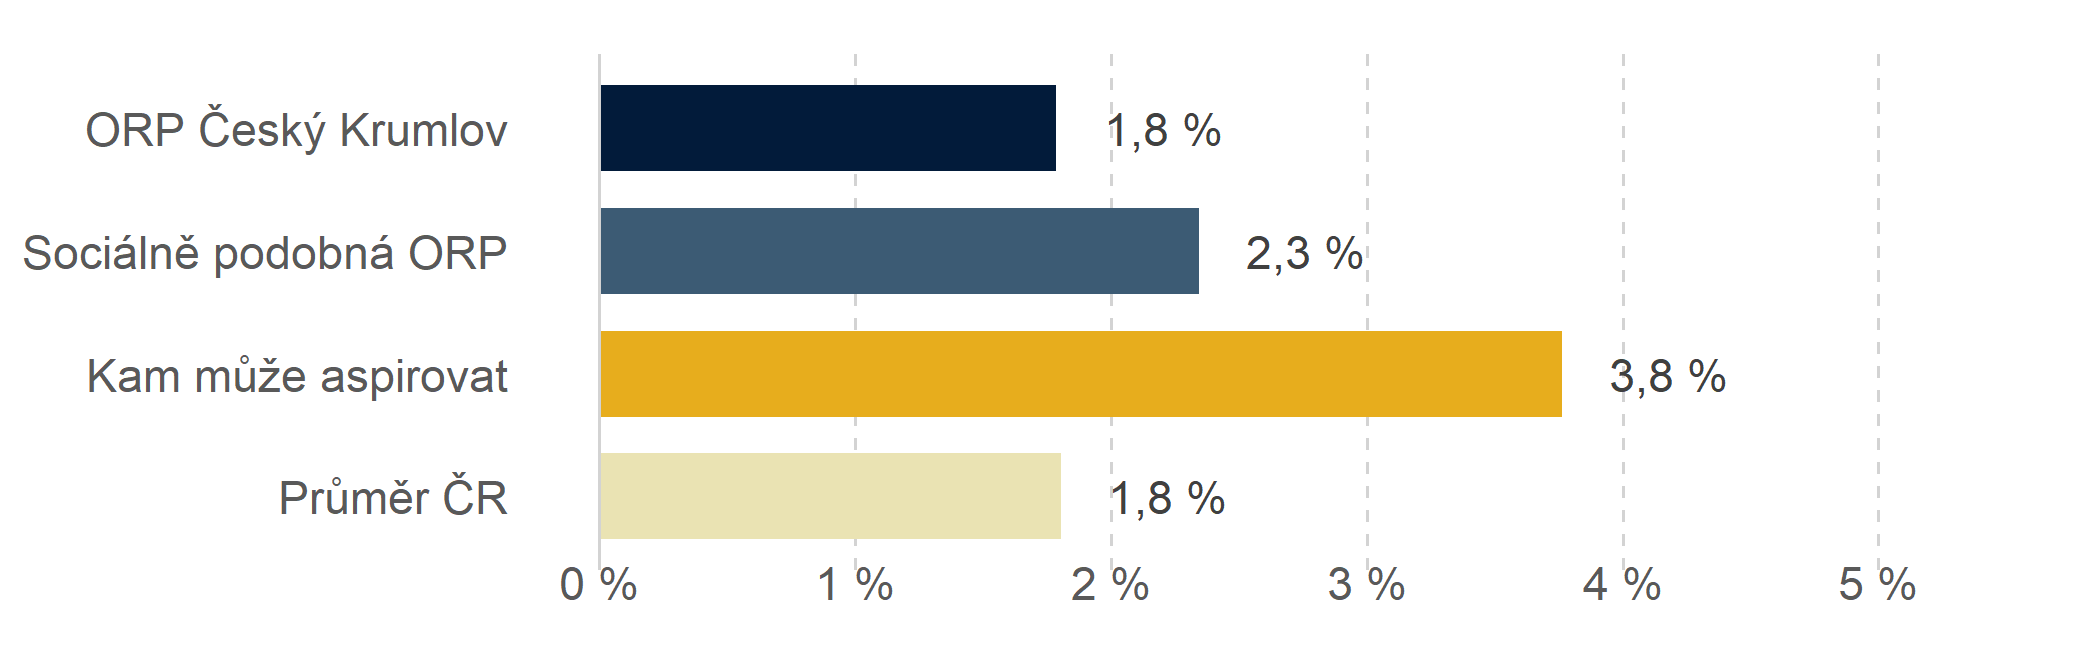 ORP Český Krumlov 1,8 %
Sociálně podobná ORP 2,3 %
Kam může aspirovat 3,8 %
Průměr ČR 1,8 %
0 % 1 % 2 % 3 % 4 % 5 %